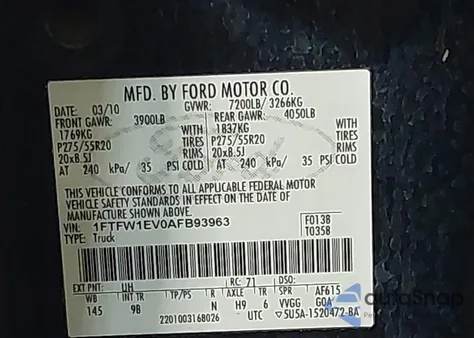 MFD. BY FORD MOTOR CO.
DATE: 03/10 GVWR: 7200LB/ 3266KG
FRONT GAWR: 3900LB REAR GAWR: 4050LB
1769KG WITH 1837KG WITH
P275/55R20 TIRES P275/55R20 TIRES
20x8.5J RIMS 20x8.5J RIMS
AT 240 kPa/ 35 PSI COLD AT 240 kPa/ 35 PSI COLD
THIS VEHICLE CONFORMS TO ALL APPLICABLE FEDERAL MOTOR
VEHICLE SAFETY STANDARDS IN EFFECT ON THE DATE OF
MANUFACTURE SHOWN ABOVE.
VIN: 1FTFW1EV0AFB93963 F0138
TYPE: Truck T0358
EXT PNT: UH RC: 71 DSO:
WB INT TR TP/PS R AXLE TR SPR AF615
145 9B N H9 6 VVGG GOA
2201003168026 UTC 5U5A-1520472-BA
autoSnap